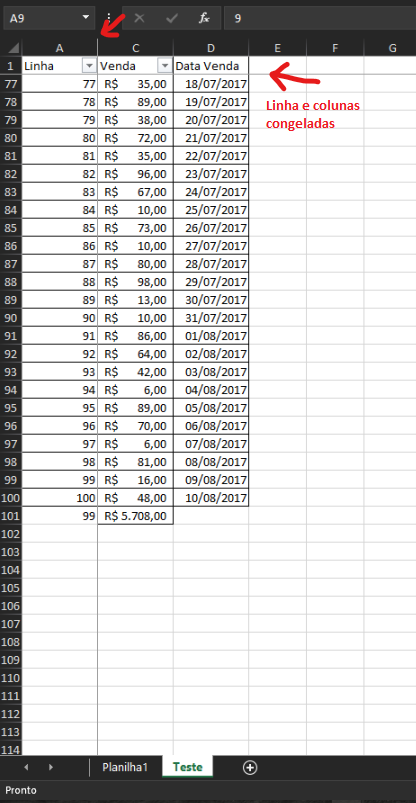 A9 fx 9
A C D E F G
1 Linha Venda Data Venda
77 77 R$ 35,00 18/07/2017
78 78 R$ 89,00 19/07/2017
Linha e colunas
79 79 R$ 38,00 20/07/2017
congeladas
80 80 R$ 72,00 21/07/2017
81 81 R$ 35,00 22/07/2017
82 82 R$ 96,00 23/07/2017
83 83 R$ 67,00 24/07/2017
84 84 R$ 10,00 25/07/2017
85 85 R$ 73,00 26/07/2017
86 86 R$ 10,00 27/07/2017
87 87 R$ 80,00 28/07/2017
88 88 R$ 98,00 29/07/2017
89 89 R$ 13,00 30/07/2017
90 90 R$ 10,00 31/07/2017
91 91 R$ 86,00 01/08/2017
92 92 R$ 64,00 02/08/2017
93 93 R$ 42,00 03/08/2017
94 94 R$ 6,00 04/08/2017
95 95 R$ 89,00 05/08/2017
96 96 R$ 70,00 06/08/2017
97 97 R$ 6,00 07/08/2017
98 98 R$ 81,00 08/08/2017
99 99 R$ 16,00 09/08/2017
100 100 R$ 48,00 10/08/2017
101 99 R$ 5.708,00
102
103
104
105
106
107
108
109
110
111
112
113
114
Planilha1 Teste
Pronto